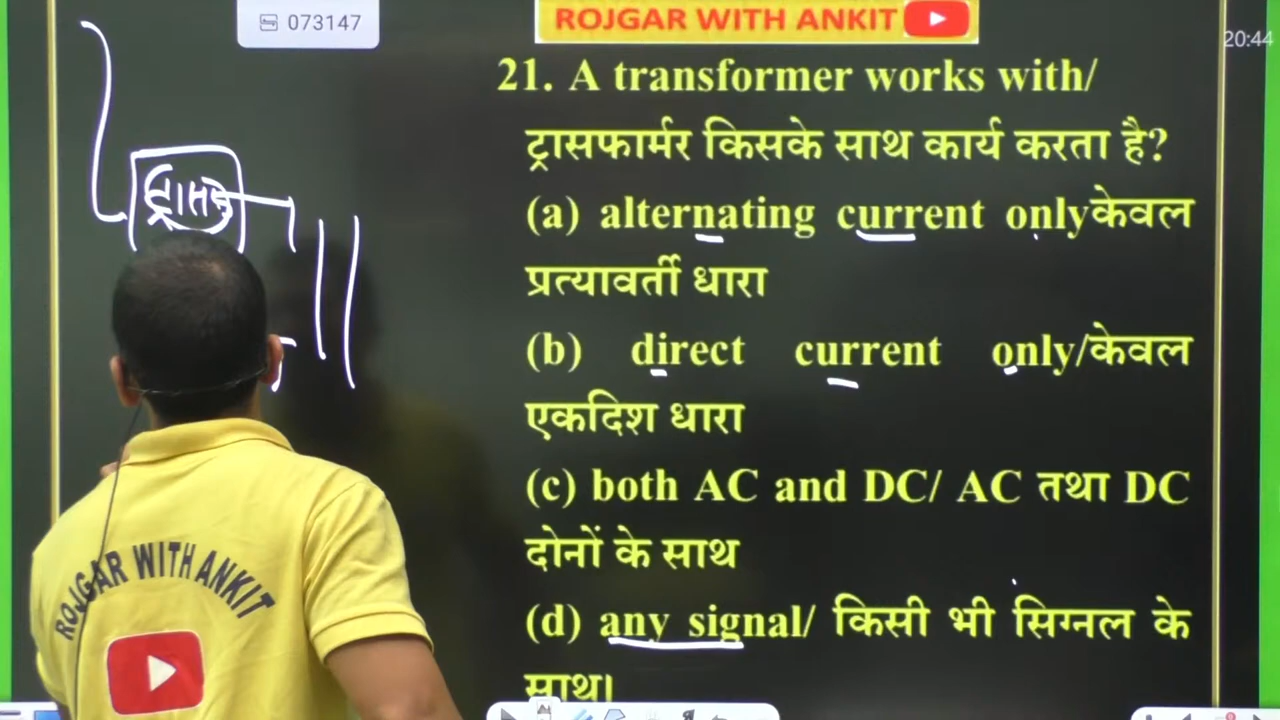 073147
ROJGAR WITH ANKIT
20:44
21. A transformer works with/
ट्रासफार्मर किसके साथ कार्य करता है?
(a) alternating current onlyकेवल
प्रत्यावर्ती धारा
(b) direct current only/केवल
एकदिश धारा
(c) both AC and DC/ AC तथा DC
दोनों के साथ
(d) any signal/ किसी भी सिग्नल के
साथ।
ROJGAR WITH ANKIT